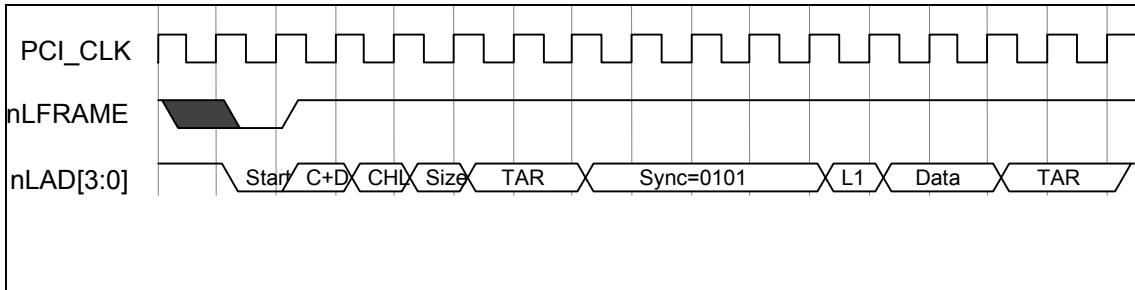 PCI_CLK
nLFRAME
nLAD[3:0] Start C+D CHL Size TAR Sync=0101 L1 Data TAR